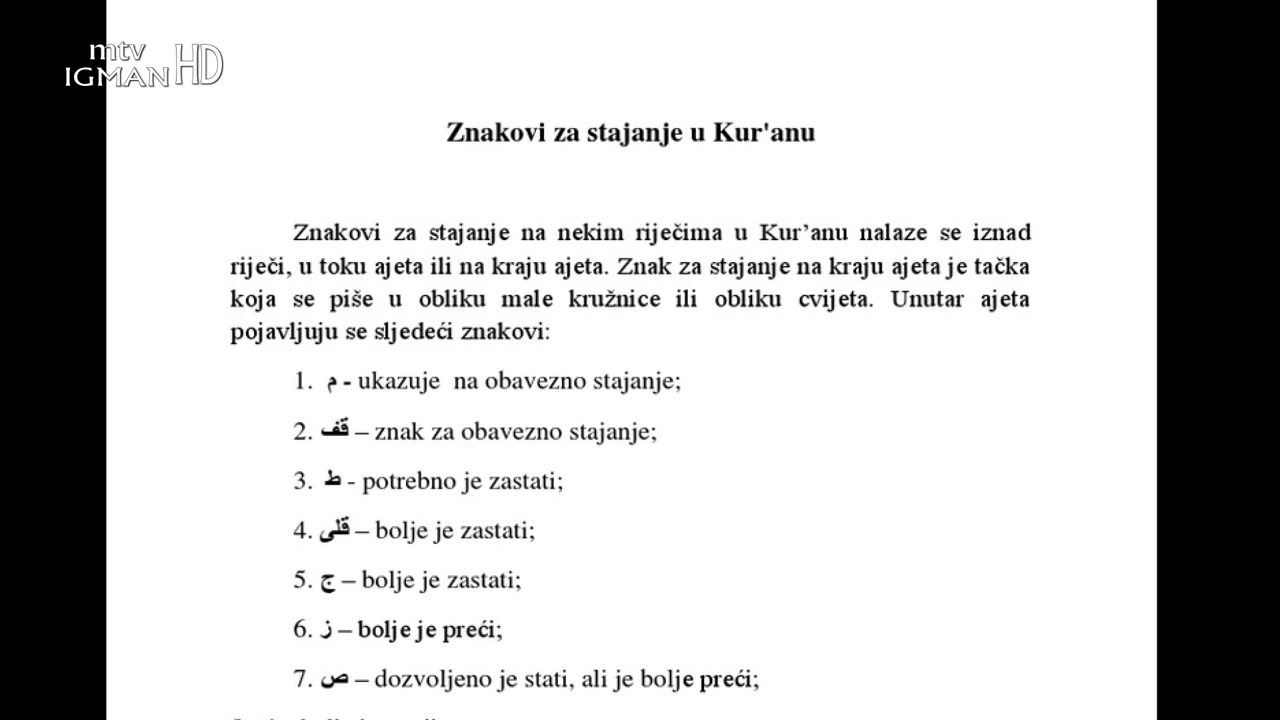 mtv
IGMAN HD
Znakovi za stajanje u Kur'anu
Znakovi za stajanje na nekim riječima u Kur’anu nalaze se iznad
riječi, u toku ajeta ili na kraju ajeta. Znak za stajanje na kraju ajeta je tačka
koja se piše u obliku male kružnice ili obliku cvijeta. Unutar ajeta
pojavljuju se sljedeći znakovi:
1. م - ukazuje na obavezno stajanje;
2. قف – znak za obavezno stajanje;
3. ط - potrebno je zastati;
4. قلى – bolje je zastati;
5. ج – bolje je zastati;
6. ز – bolje je preći;
7. ص – dozvoljeno je stati, ali je bolje preći;